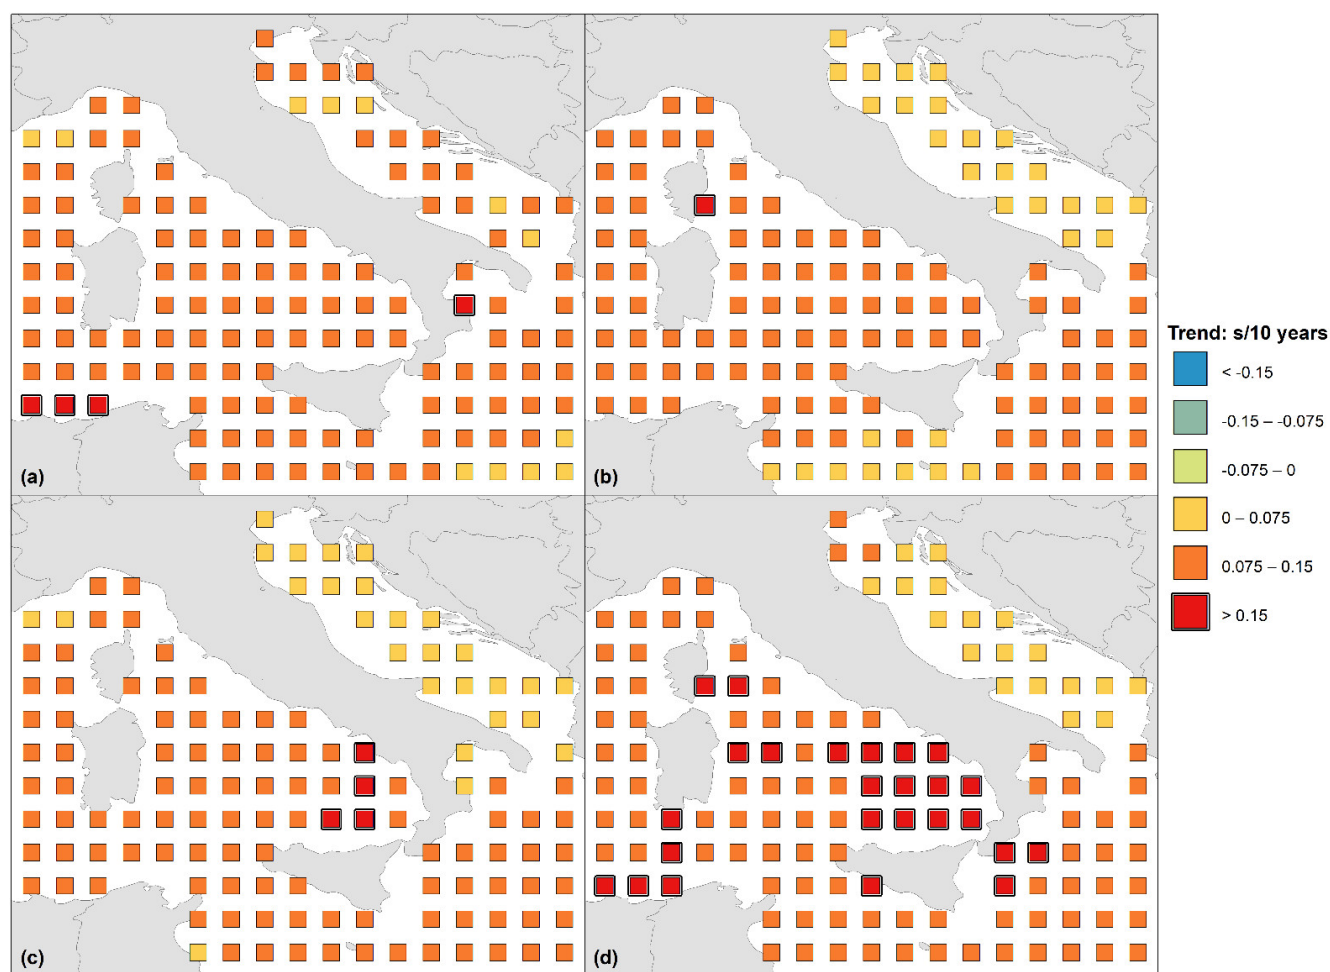 (a)
(b)
Trend: s/10 years
< -0.15
-0.15 – -0.075
-0.075 – 0
0 – 0.075
0.075 – 0.15
> 0.15
(c)
(d)